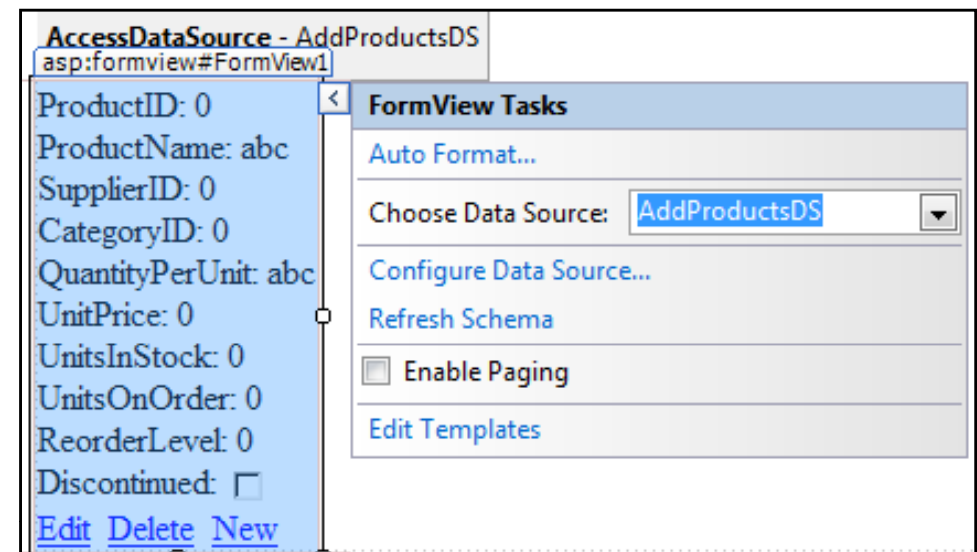 AccessDataSource - AddProductsDS
asp:formview#FormView1
ProductID: 0
ProductName: abc
SupplierID: 0
CategoryID: 0
QuantityPerUnit: abc
UnitPrice: 0
UnitsInStock: 0
UnitsOnOrder: 0
ReorderLevel: 0
Discontinued:
Edit Delete New
FormView Tasks
Auto Format...
Choose Data Source: AddProductsDS
Configure Data Source...
Refresh Schema
Enable Paging
Edit Templates